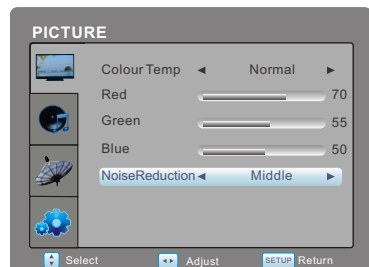 PICTURE
Colour Temp ◄ Normal ►
Red 70
Green 55
Blue 50
NoiseReduction ◄ Middle ►
Select Adjust SETUP Return